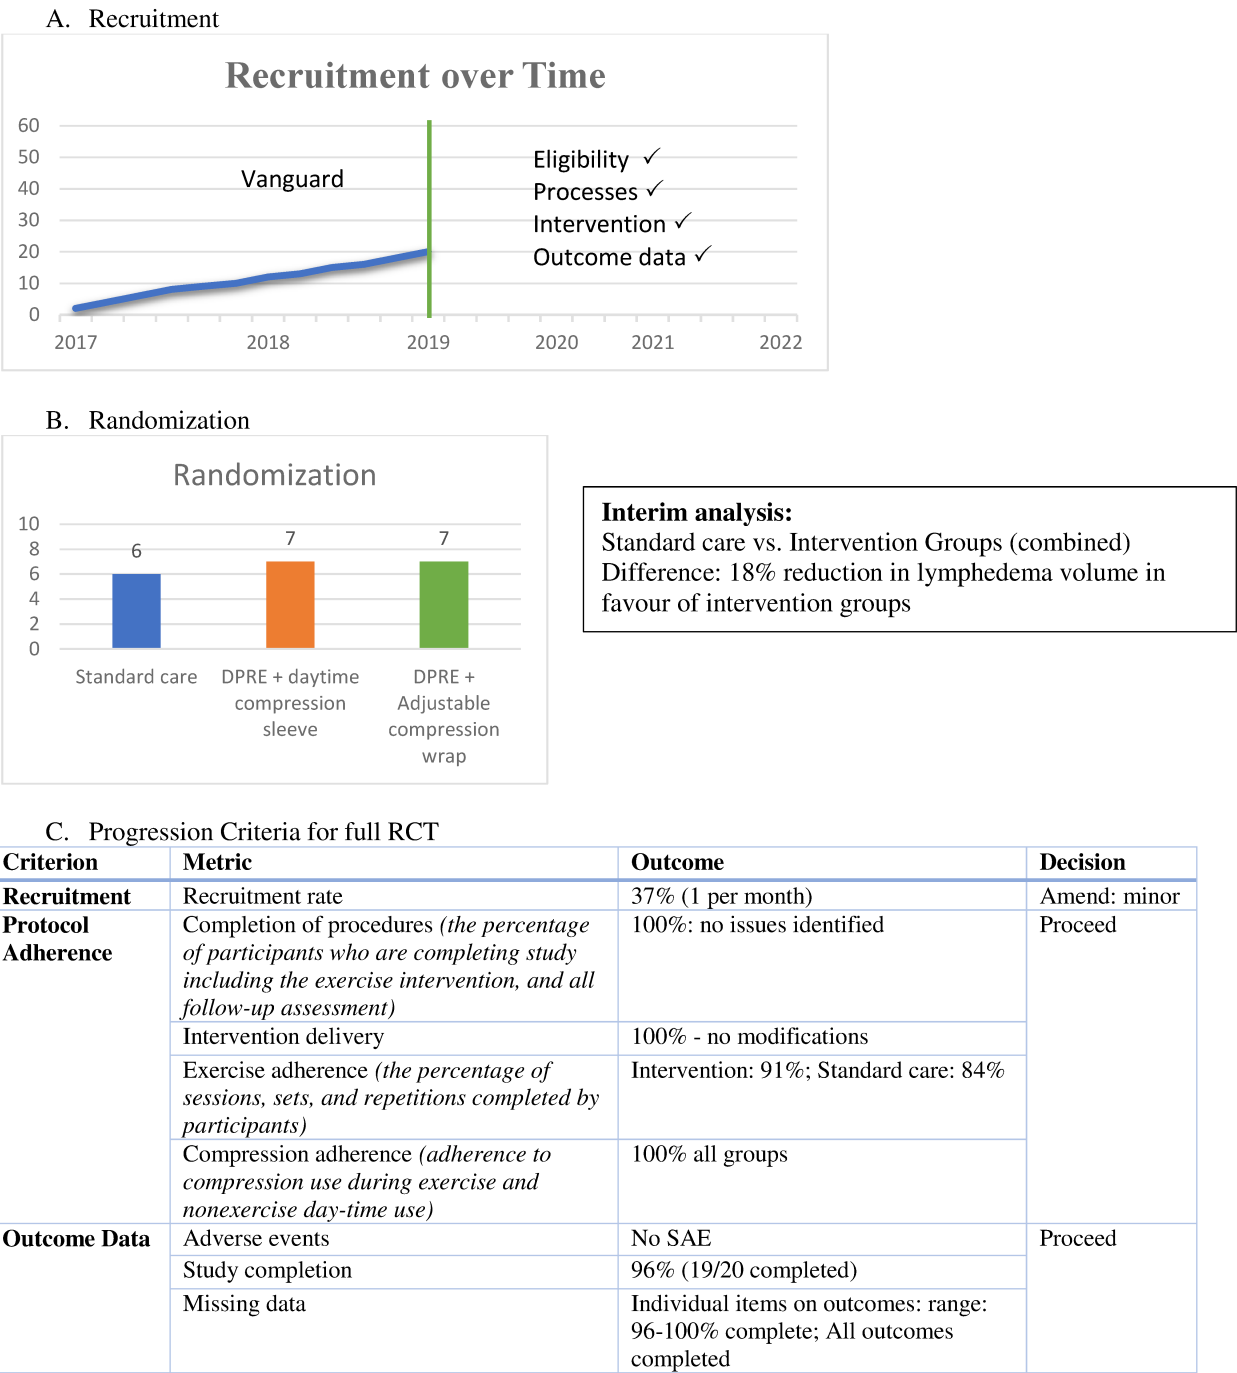 A. Recruitment
Recruitment over Time
60
50
40
30
20
10
0
Vanguard
Eligibility ✓
Processes ✓
Intervention ✓
Outcome data ✓
2017 2018 2019 2020 2021 2022
B. Randomization
Randomization
10
8
6
4
2
0
6 7 7
Standard care
DPRE + daytime
compression
sleeve
DPRE +
Adjustable
compression
wrap
Interim analysis:
Standard care vs. Intervention Groups (combined)
Difference: 18% reduction in lymphedema volume in
favour of intervention groups
C. Progression Criteria for full RCT
Criterion Metric Outcome Decision
Recruitment Recruitment rate 37% (1 per month) Amend: minor
Protocol
Adherence
Completion of procedures (the percentage
of participants who are completing study
including the exercise intervention, and all
follow-up assessment)
100%: no issues identified
Proceed
Intervention delivery 100% - no modifications
Exercise adherence (the percentage of
sessions, sets, and repetitions completed by
participants)
Intervention: 91%; Standard care: 84%
Compression adherence (adherence to
compression use during exercise and
nonexercise day-time use)
100% all groups
Outcome Data Adverse events No SAE Proceed
Study completion 96% (19/20 completed)
Missing data
Individual items on outcomes: range:
96-100% complete; All outcomes
completed